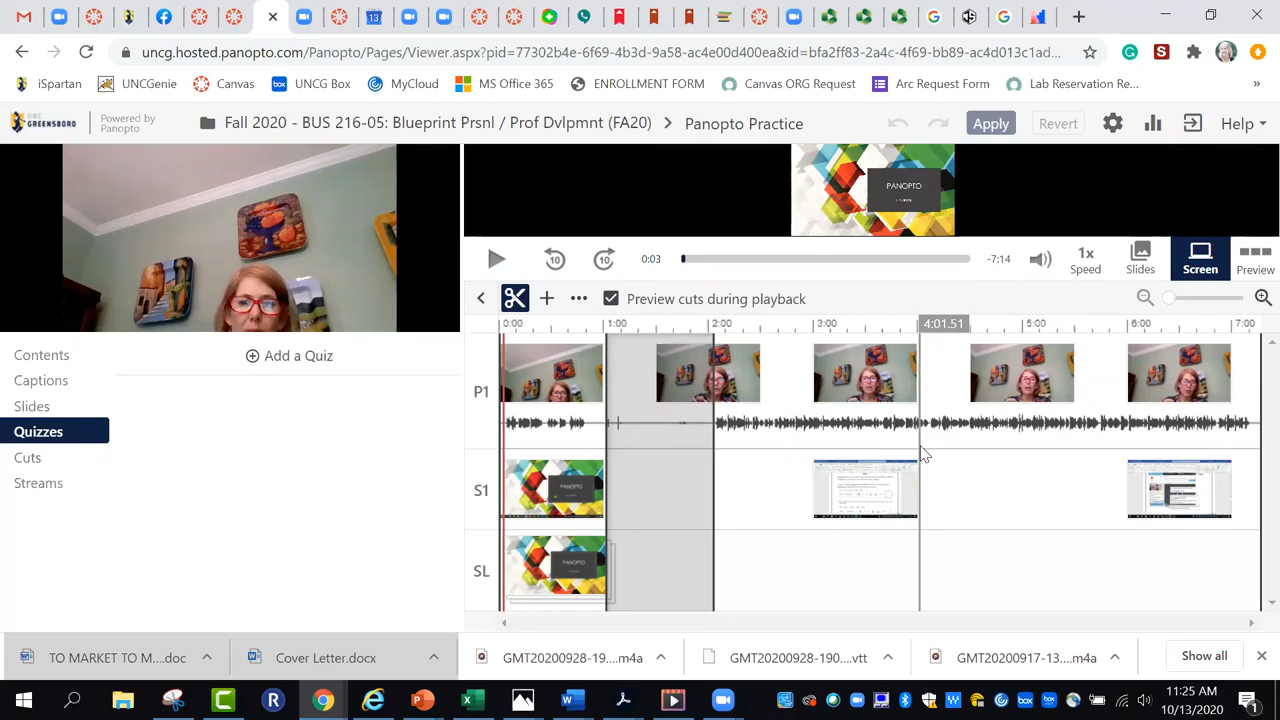 uncg.hosted.panopto.com/Panopto/Pages/Viewer.aspx?pid=77302b4e-6f69-4b3d-9a58-ac4e00d400ea&id=bfa2ff83-2a4c-4f69-bb89-ac4d013c1ad...
iSpartan UNCGenie Canvas UNCG Box MyCloud MS Office 365 ENROLLMENT FORM Canvas ORG Request Arc Request Form Lab Reservation Re... »
UNC GREENSBORO Powered by Panopto Fall 2020 - BUS 216-05: Blueprint Prsnl / Prof Dvlpmnt (FA20) > Panopto Practice Apply Revert Help
PANOPTO
10 10 0:03 -7:14 1x Speed Slides Screen Preview
Preview cuts during playback
0:00 1:00 2:00 3:00 4:01.51 5:00 6:00 7:00
Contents
Add a Quiz
Captions
Slides
Quizzes
Cuts
Streams
P1
S1
SL
TO MARKET TO M....doc Cover Letter.docx GMT20200928-19....m4a GMT20200928-190....vtt GMT20200917-13....m4a Show all
11:25 AM
10/13/2020